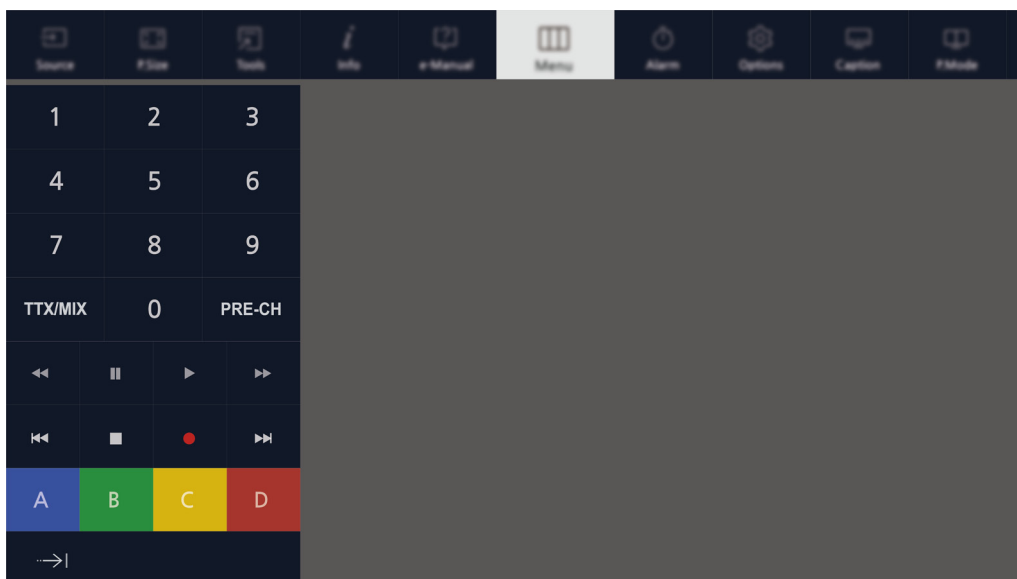 Source P.Size Tools Info e-Manual Menu Alarm Options Caption P.Mode
1 2 3
4 5 6
7 8 9
TTX/MIX 0 PRE-CH
A B C D